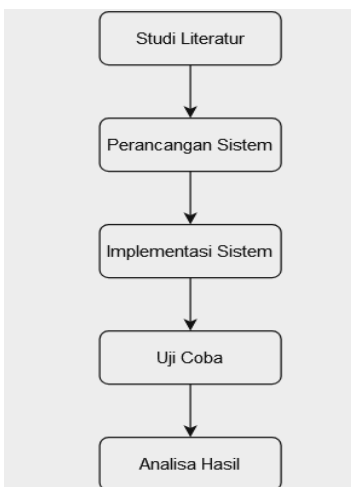 Studi Literatur
Perancangan Sistem
Implementasi Sistem
Uji Coba
Analisa Hasil